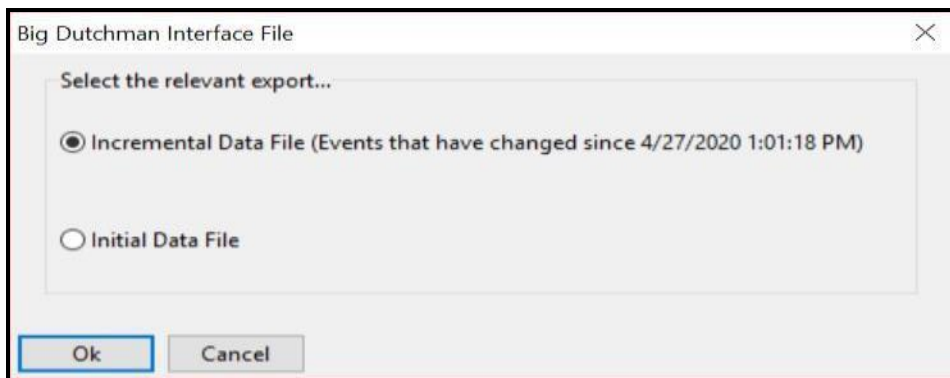 Big Dutchman Interface File
Select the relevant export...
Incremental Data File (Events that have changed since 4/27/2020 1:01:18 PM)
Initial Data File
Ok Cancel